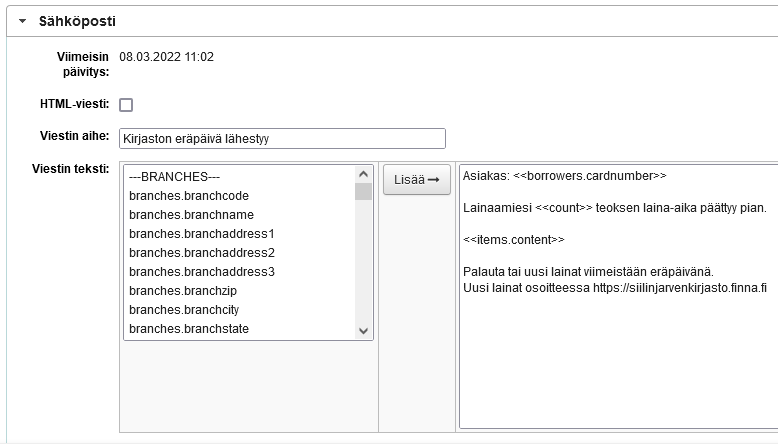 Sähköposti
Viimeisin päivitys: 08.03.2022 11:02
HTML-viesti:
Viestin aihe: Kirjaston eräpäivä lähestyy
Viestin teksti:
---BRANCHES---
branches.branchcode
branches.branchname
branches.branchaddress1
branches.branchaddress2
branches.branchaddress3
branches.branchzip
branches.branchcity
branches.branchstate
Lisää →
Asiakas: <<borrowers.cardnumber>>
Lainaamiesi <<count>> teoksen laina-aika päättyy pian.
<<items.content>>
Palauta tai uusi lainat viimeistään eräpäivänä.
Uusi lainat osoitteessa https://siilinjarvenkirjasto.finna.fi